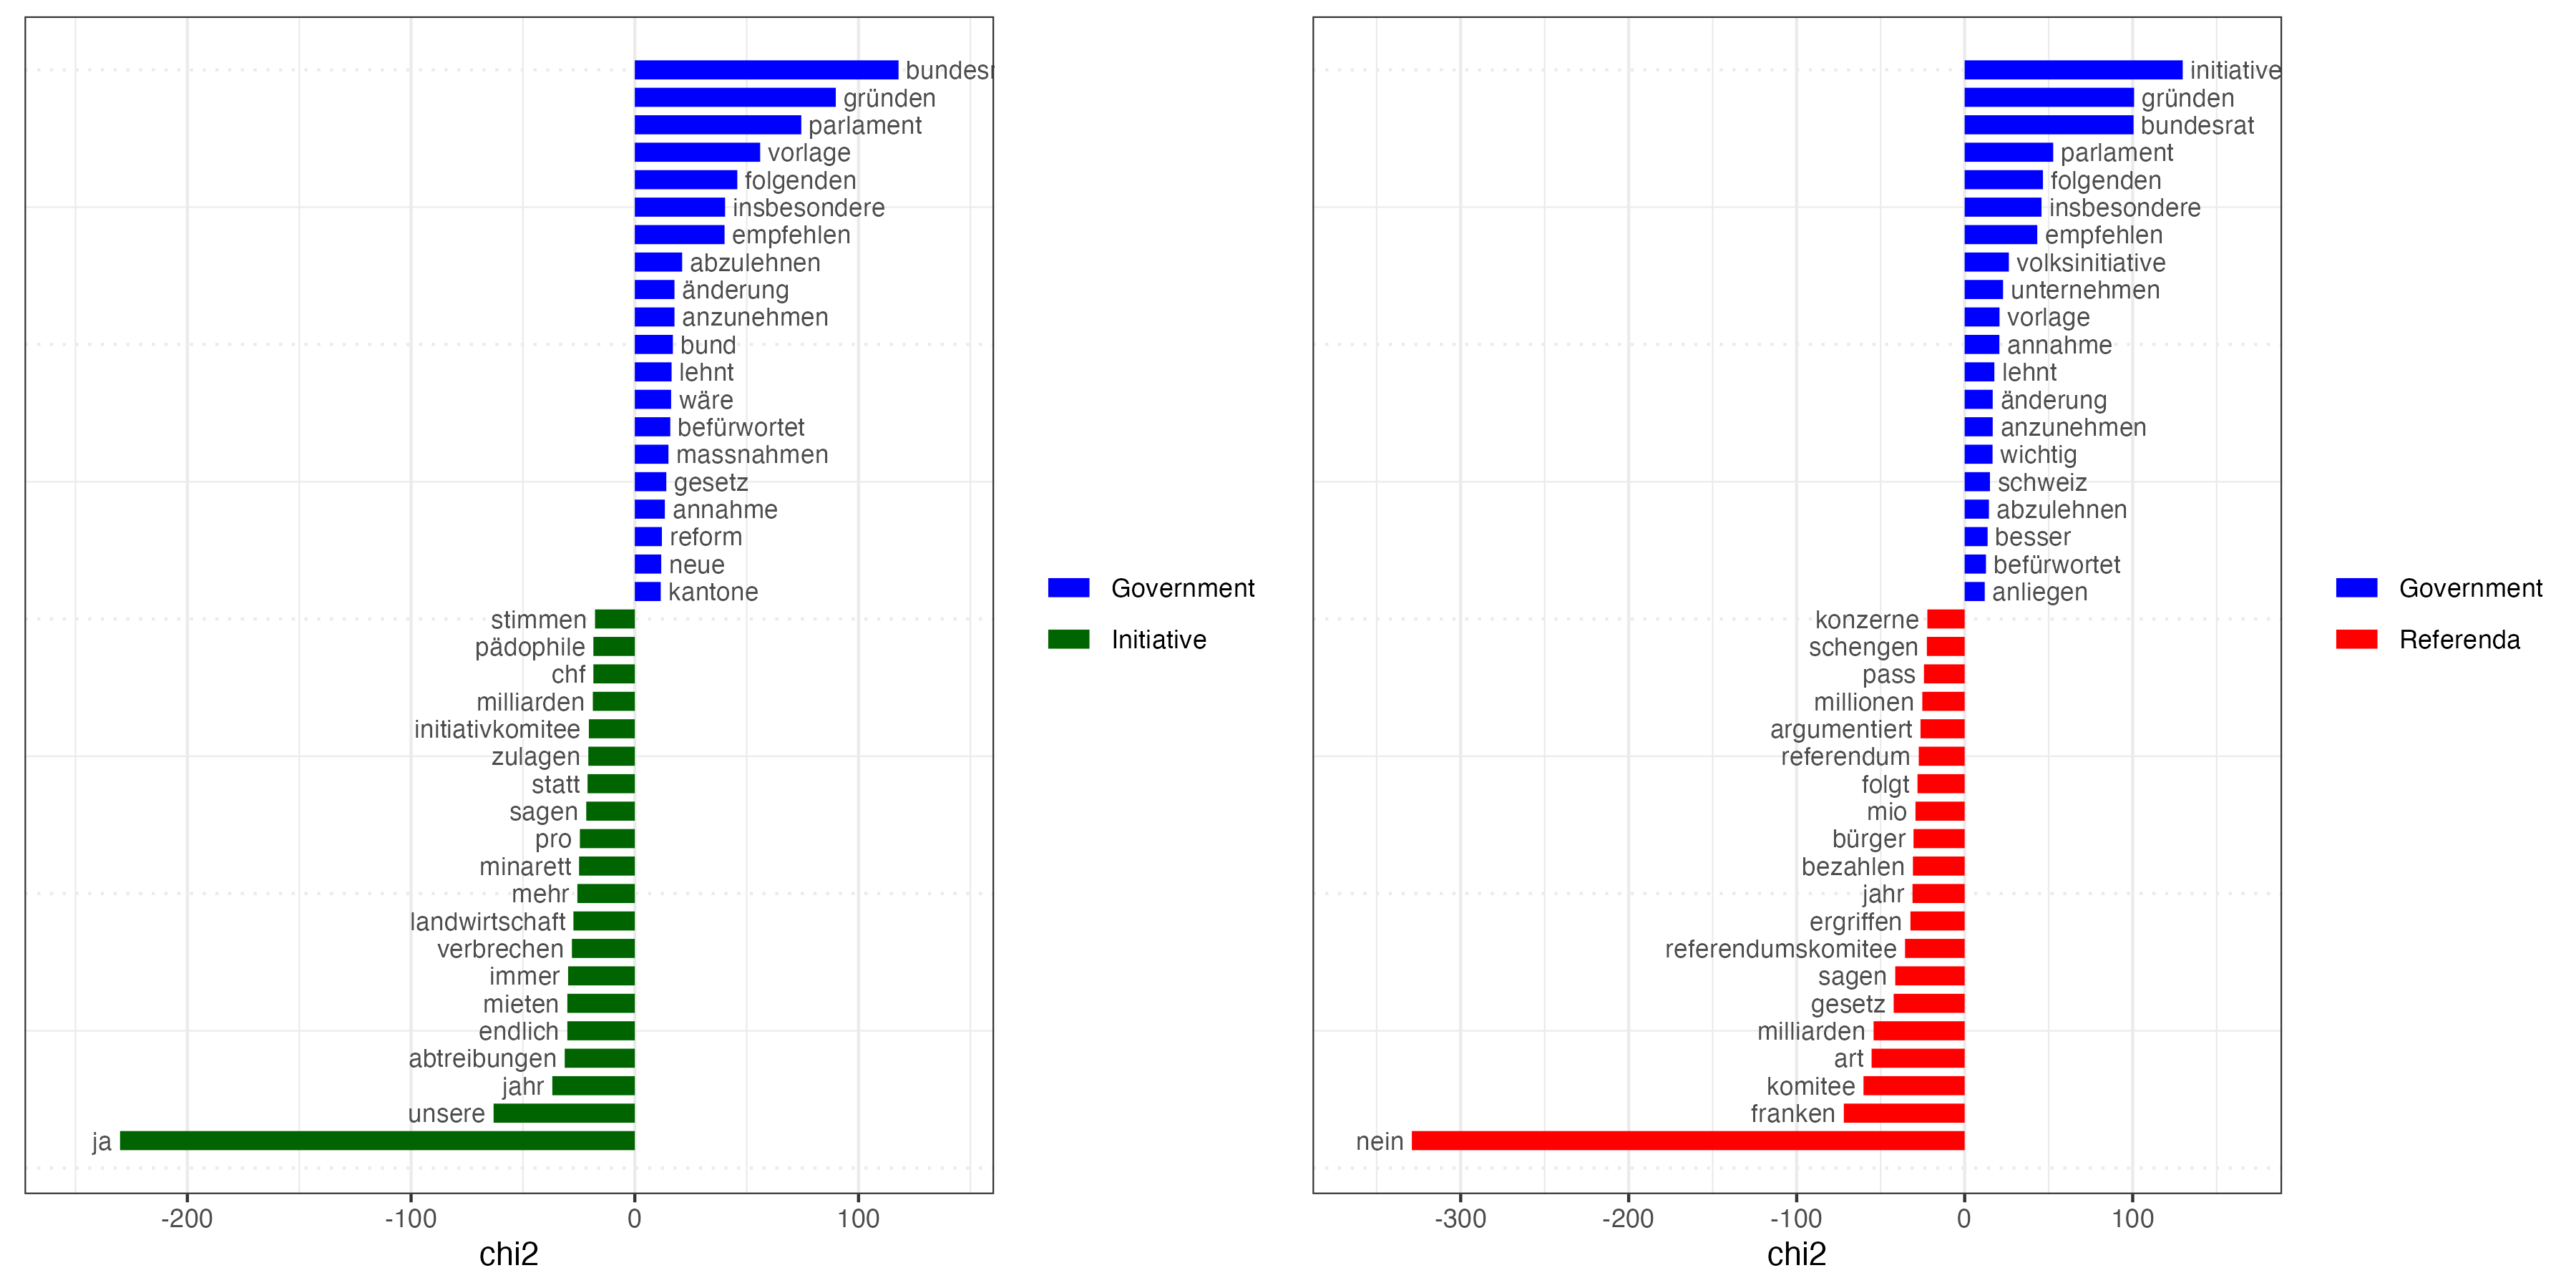 bundesr
gründen
parlament
vorlage
folgenden
insbesondere
empfehlen
abzulehnen
änderung
anzunehmen
bund
lehnt
wäre
befürwortet
massnahmen
gesetz
annahme
reform
neue
kantone
stimmen
pädophile
chf
milliarden
initiativkomitee
zulagen
statt
sagen
pro
minarett
mehr
landwirtschaft
verbrechen
immer
mieten
endlich
abtreibungen
jahr
unsere
ja
-200 -100 0 100
chi2
Government
Initiative
initiative
gründen
bundesrat
parlament
folgenden
insbesondere
empfehlen
volksinitiative
unternehmen
vorlage
annahme
lehnt
änderung
anzunehmen
wichtig
schweiz
abzulehnen
besser
befürwortet
anliegen
konzerne
schengen
pass
millionen
argumentiert
referendum
folgt
mio
bürger
bezahlen
jahr
ergriffen
referendumskomitee
sagen
gesetz
milliarden
art
komitee
franken
nein
-300 -200 -100 0 100
chi2
Government
Referenda